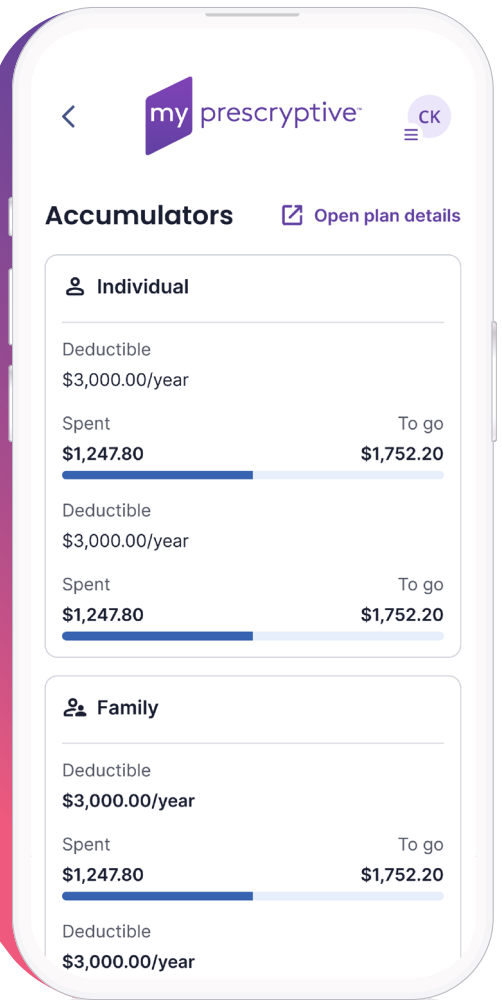 my prescryptive™
CK
Accumulators
Open plan details
Individual
Deductible
$3,000.00/year
Spent To go
$1,247.80 $1,752.20
Deductible
$3,000.00/year
Spent To go
$1,247.80 $1,752.20
Family
Deductible
$3,000.00/year
Spent To go
$1,247.80 $1,752.20
Deductible
$3,000.00/year